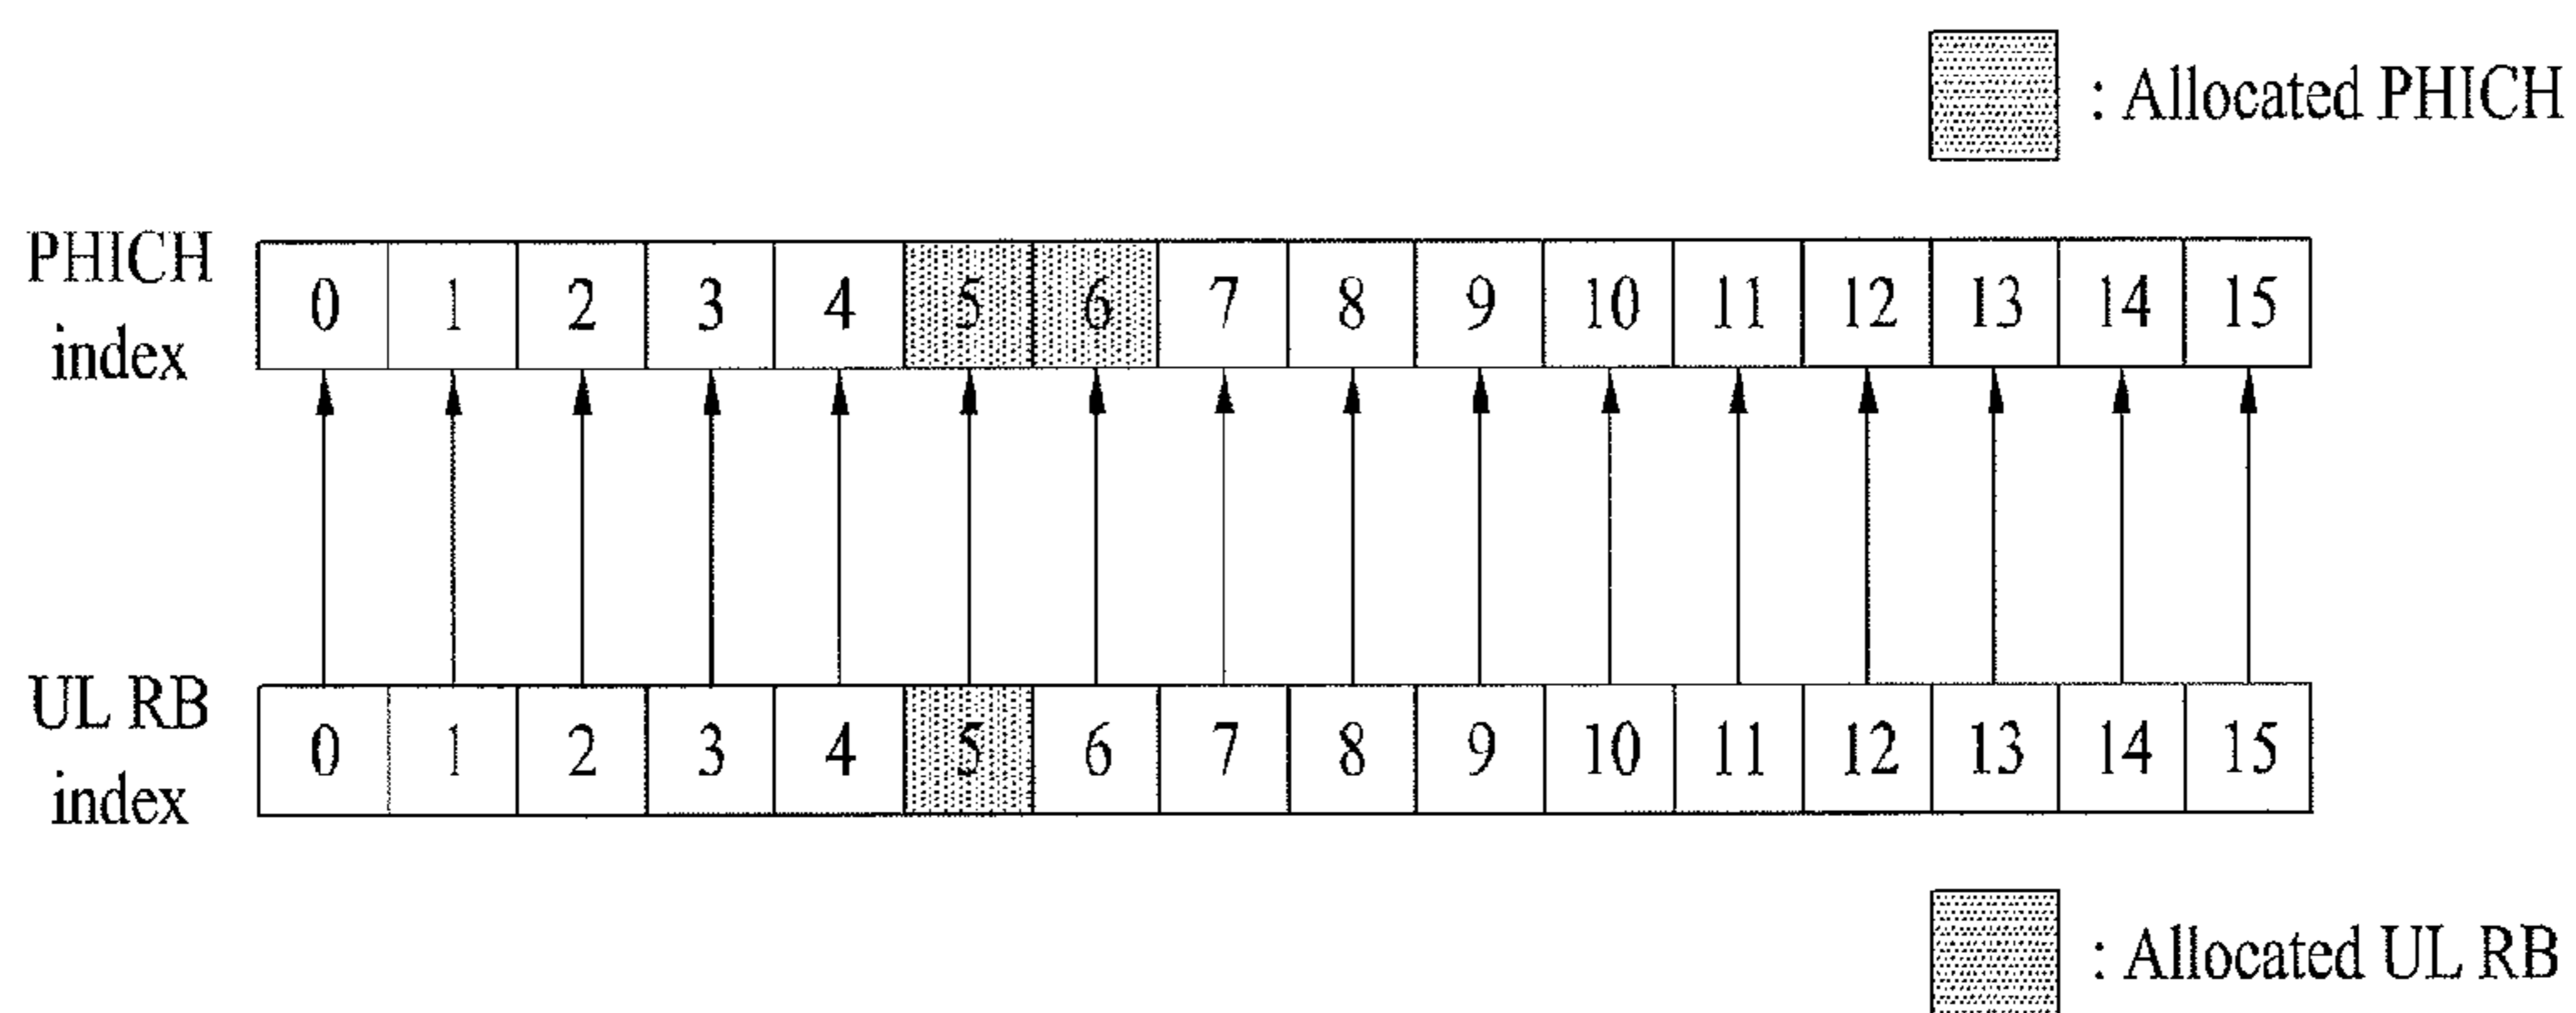 : Allocated PHICH
PHICH
index
0 1 2 3 4 5 6 7 8 9 10 11 12 13 14 15
UL RB
index
0 1 2 3 4 5 6 7 8 9 10 11 12 13 14 15
: Allocated UL RB